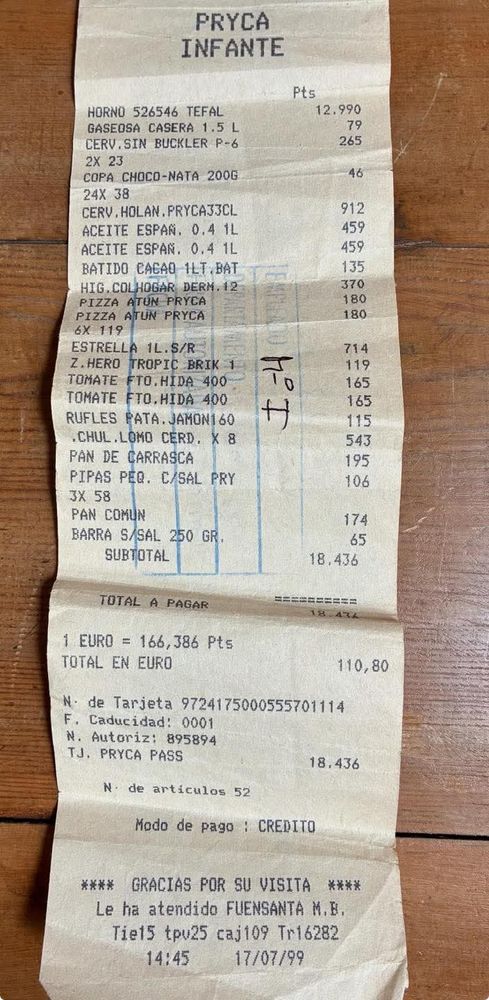 PRYCA
INFANTE
Pts
HORNO 526546 TEFAL 12.990
GASEOSA CASERA 1.5 L 79
CERV.SIN BUCKLER P-6 265
2X 23
COPA CHOCO-NATA 200G 46
24X 38
CERV.HOLAN.PRYCA33CL 912
ACEITE ESPAÑ. 0.4 1L 459
ACEITE ESPAÑ. 0.4 1L 459
BATIDO CACAO 1LT.BAT 135
HIG.COLHOGAR DERM.12 370
PIZZA ATUN PRYCA 180
PIZZA ATUN PRYCA 180
6X 119
ESTRELLA 1L.S/R 714
Z.HERO TROPIC BRIK 1 119
TOMATE FTO.HIDA 400 165
TOMATE FTO.HIDA 400 165
RUFLES PATA.JAMON160 115
.CHUL.LOMO CERD. X 8 543
PAN DE CARRASCA 195
PIPAS PEQ. C/SAL PRY 106
3X 58
PAN COMUN 174
BARRA S/SAL 250 GR. 65
SUBTOTAL 18.436
==========
TOTAL A PAGAR 18.436
1 EURO = 166,386 Pts
TOTAL EN EURO 110,80
N· de Tarjeta 9724175000555701114
F. Caducidad: 0001
N. Autoriz: 895894
TJ. PRYCA PASS 18.436
N· de artículos 52
Modo de pago : CREDITO
**** GRACIAS POR SU VISITA ****
Le ha atendido FUENSANTA M.B.
Tie15 tpv25 caj109 Tr16282
14:45 17/07/99